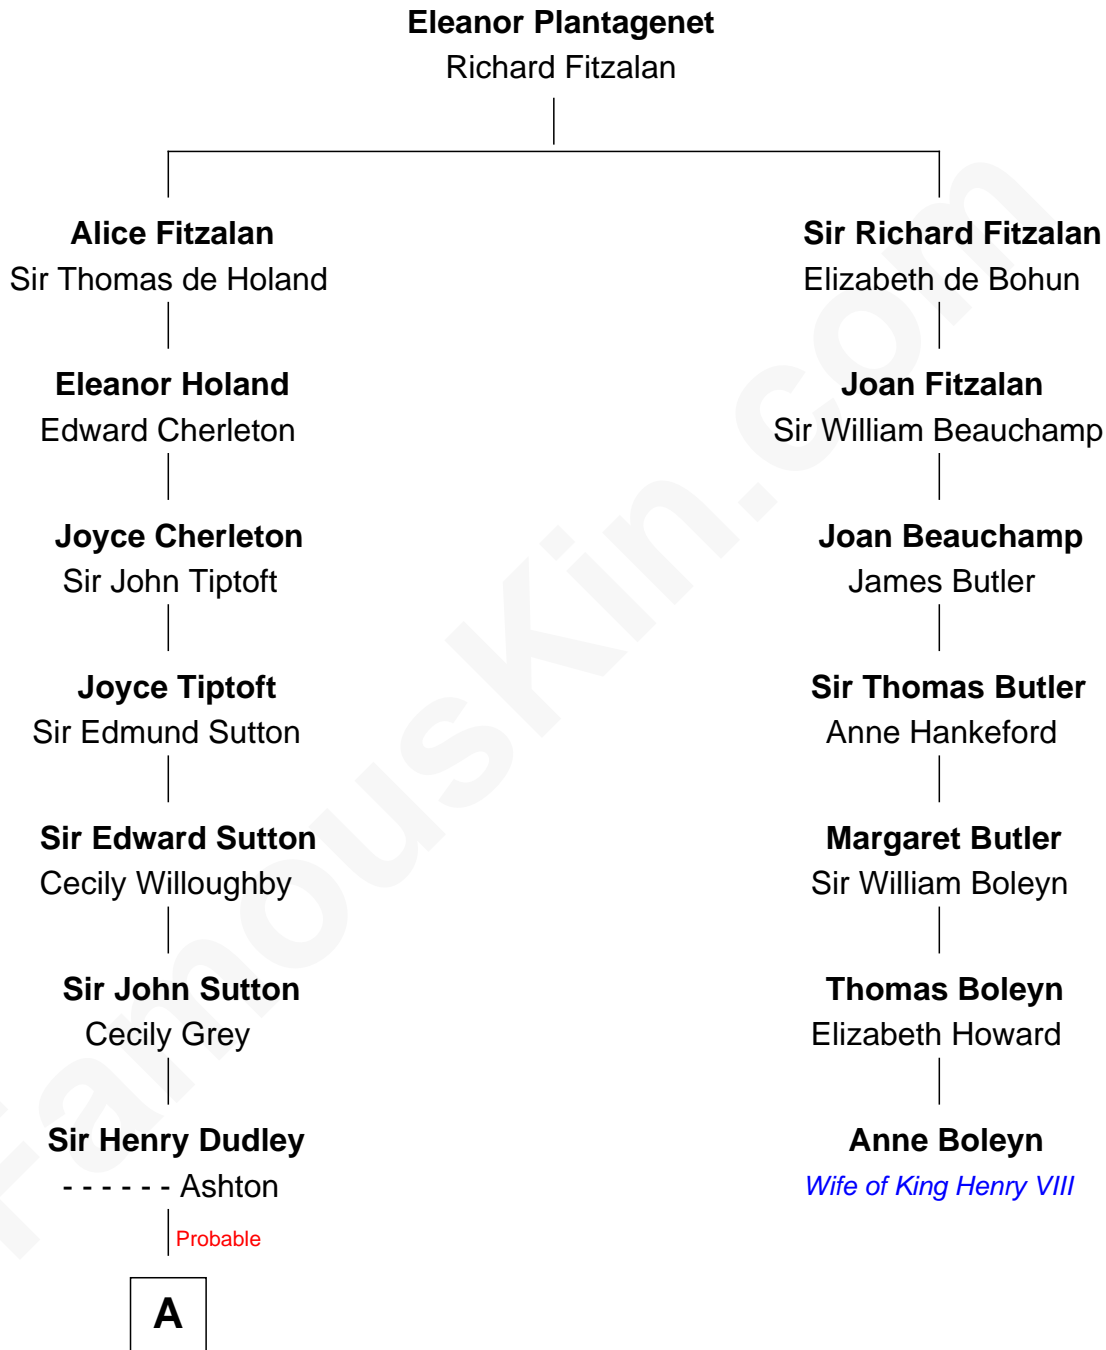 Eleanor Plantagenet
Richard Fitzalan
Alice Fitzalan
Sir Thomas de Holand
Sir Richard Fitzalan
Elizabeth de Bohun
Eleanor Holand
Edward Cherleton
Joan Fitzalan
Sir William Beauchamp
Joyce Cherleton
Sir John Tiptoft
Joan Beauchamp
James Butler
Joyce Tiptoft
Sir Edmund Sutton
Sir Thomas Butler
Anne Hankeford
Sir Edward Sutton
Cecily Willoughby
Margaret Butler
Sir William Boleyn
Sir John Sutton
Cecily Grey
Thomas Boleyn
Elizabeth Howard
Sir Henry Dudley
- - - - - - Ashton
Anne Boleyn
Wife of King Henry VIII
Probable
A
FamousKin.com